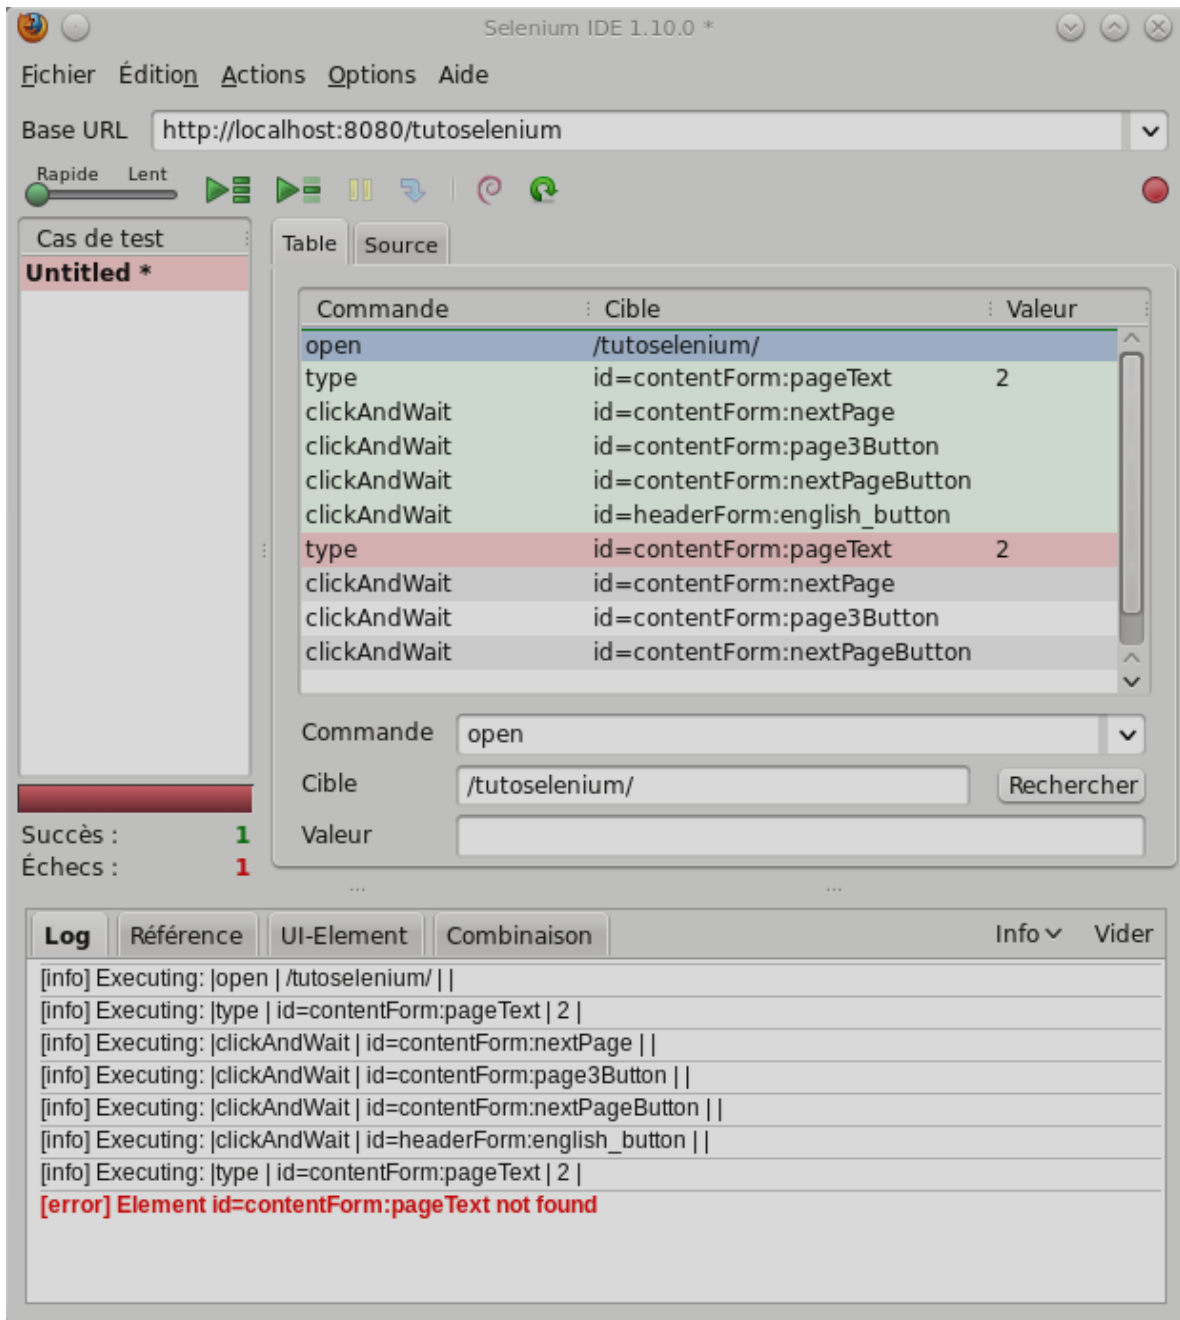 Selenium IDE 1.10.0 *
Fichier Édition Actions Options Aide
Base URL http://localhost:8080/tutoselenium
Rapide Lent
Cas de test
Untitled *
Table Source
Commande Cible Valeur
open /tutoselenium/
type id=contentForm:pageText 2
clickAndWait id=contentForm:nextPage
clickAndWait id=contentForm:page3Button
clickAndWait id=contentForm:nextPageButton
clickAndWait id=headerForm:english_button
type id=contentForm:pageText 2
clickAndWait id=contentForm:nextPage
clickAndWait id=contentForm:page3Button
clickAndWait id=contentForm:nextPageButton
Commande open
Cible /tutoselenium/ Rechercher
Valeur
Succès : 1
Échecs : 1
Log Référence UI-Element Combinaison Info Vider
[info] Executing: |open | /tutoselenium/ | |
[info] Executing: |type | id=contentForm:pageText | 2 |
[info] Executing: |clickAndWait | id=contentForm:nextPage | |
[info] Executing: |clickAndWait | id=contentForm:page3Button | |
[info] Executing: |clickAndWait | id=contentForm:nextPageButton | |
[info] Executing: |clickAndWait | id=headerForm:english_button | |
[info] Executing: |type | id=contentForm:pageText | 2 |
[error] Element id=contentForm:pageText not found